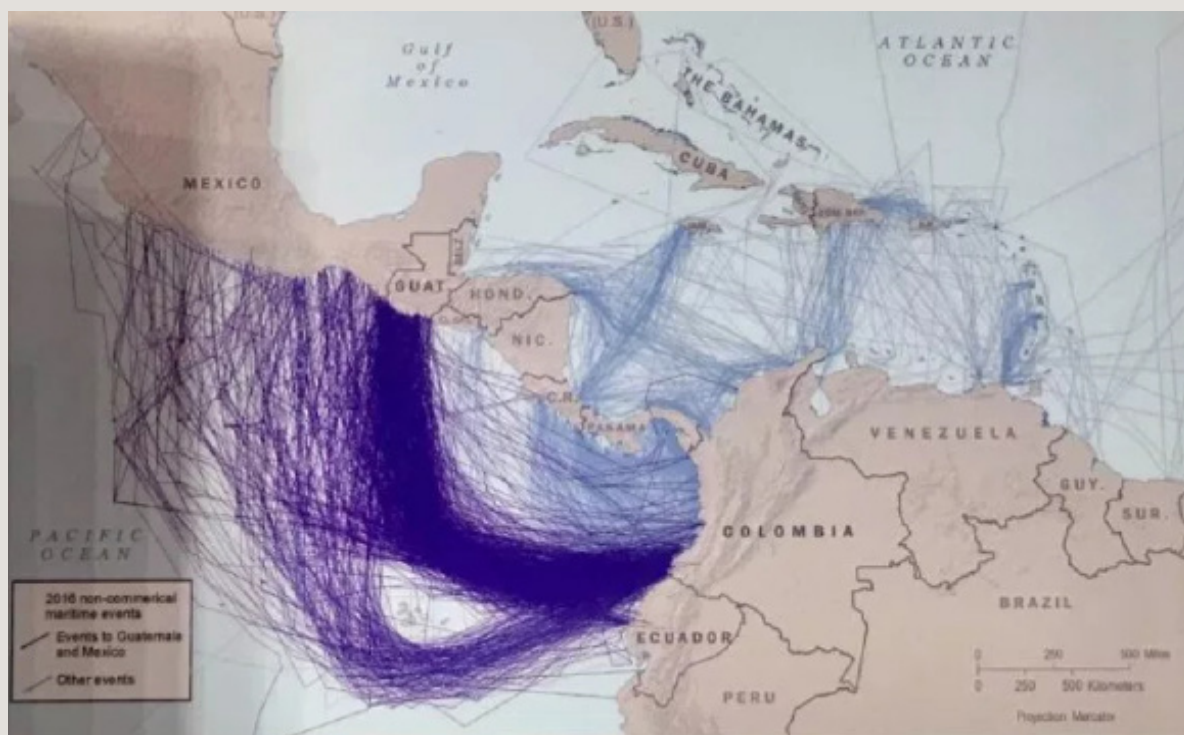 (U.S.)
(U.S.)
Gulf
of
Mexico
ATLANTIC
OCEAN
THE BAHAMAS
CUBA
MEXICO
BELIZ
GUAT.
HOND.
NIC.
C.R.
PANAMA
VENEZUELA
GUY.
SUR.
COLOMBIA
PACIFIC
OCEAN
BRAZIL
ECUADOR
PERU
2016 non-commerical
maritime events
Events to Guatemala
and Mexico
Other events
0 250 500 Miles
0 250 500 Kilometers
Projection Mercator